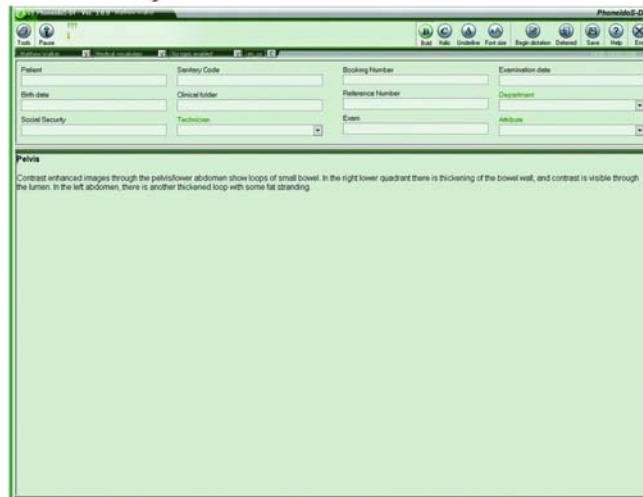 PhoneidoS-D
Tools Pause Bold Italic Underline Font size Begin dictation Deferred Save Help
Patient Sanitary Code Booking Number Examination date
Birth date Clinical folder Reference Number Department
Social Security Technician Exam Attribute
Pelvis
Contrast enhanced images through the pelvis/lower abdomen show loops of small bowel. In the right lower quadrant there is thickening of the bowel wall, and contrast is visible through
the lumen. In the left abdomen, there is another thickened loop with some fat stranding.